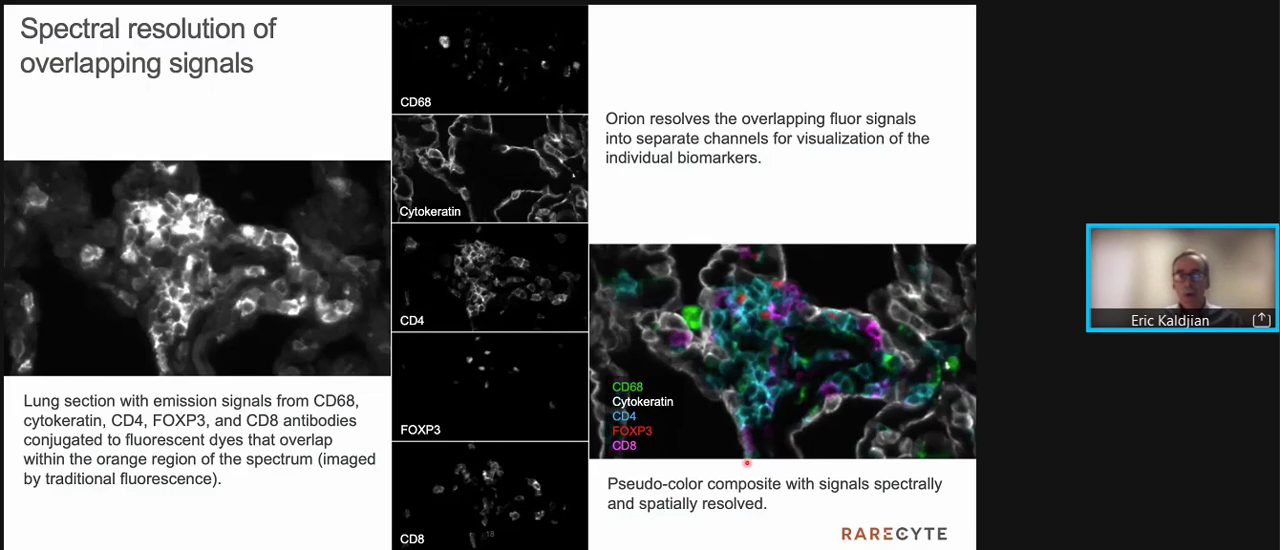 Spectral resolution of
overlapping signals
Lung section with emission signals from CD68,
cytokeratin, CD4, FOXP3, and CD8 antibodies
conjugated to fluorescent dyes that overlap
within the orange region of the spectrum (imaged
by traditional fluorescence).
CD68
Cytokeratin
CD4
FOXP3
CD8
18
Orion resolves the overlapping fluor signals
into separate channels for visualization of the
individual biomarkers.
CD68
Cytokeratin
CD4
FOXP3
CD8
Pseudo-color composite with signals spectrally
and spatially resolved.
RARECYTE
Eric Kaldjian